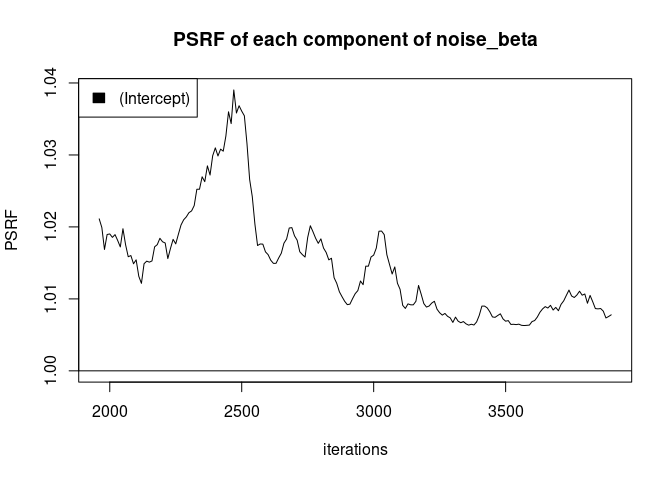 PSRF of each component of noise_beta
(Intercept)
PSRF
1.04
1.03
1.02
1.01
1.00
2000 2500 3000 3500
iterations